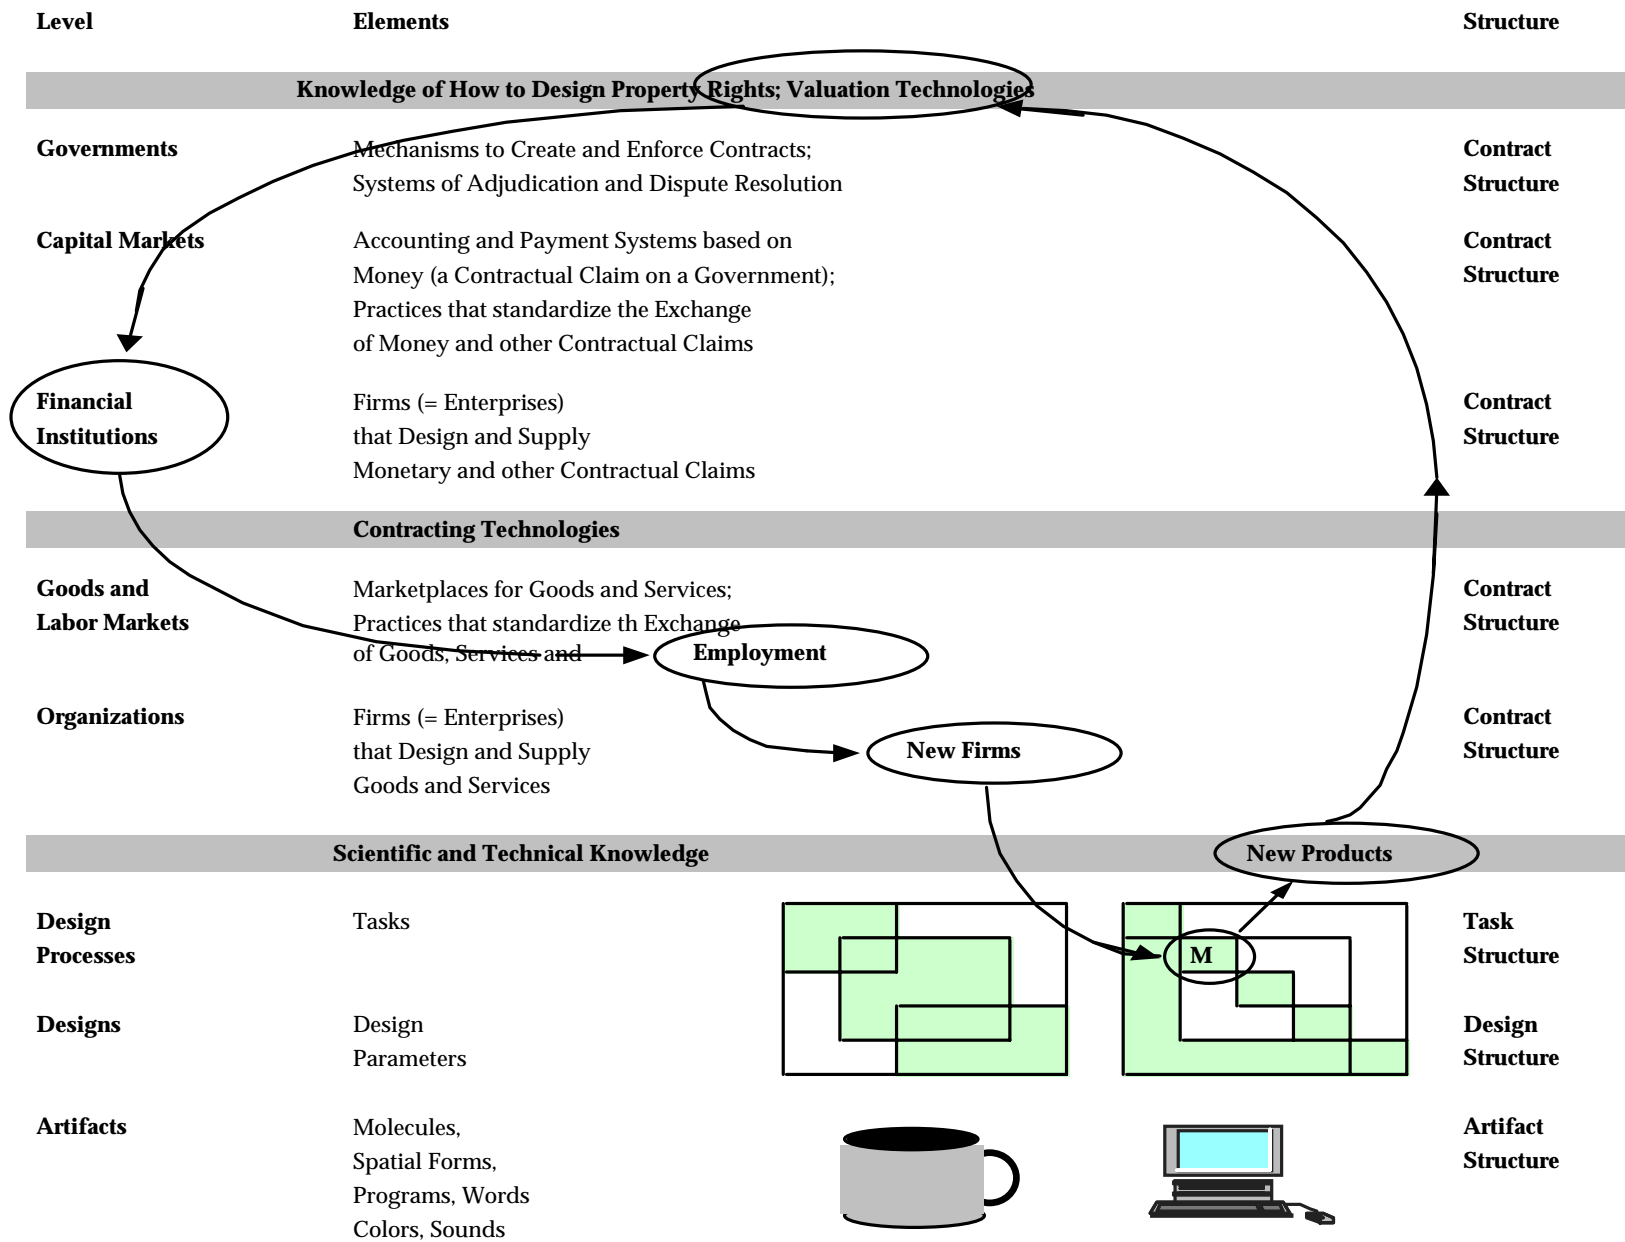 Level Elements Structure
Knowledge of How to Design Property Rights; Valuation Technologies
Governments Mechanisms to Create and Enforce Contracts; Contract
Systems of Adjudication and Dispute Resolution Structure
Capital Markets Accounting and Payment Systems based on Contract
Money (a Contractual Claim on a Government); Structure
Practices that standardize the Exchange
of Money and other Contractual Claims
Financial Firms (= Enterprises) Contract
Institutions that Design and Supply Structure
Monetary and other Contractual Claims
Contracting Technologies
Goods and Marketplaces for Goods and Services; Contract
Labor Markets Practices that standardize th Exchange Structure
of Goods, Services and Employment
Organizations Firms (= Enterprises) Contract
that Design and Supply New Firms Structure
Goods and Services
Scientific and Technical Knowledge New Products
Design Tasks Task
Processes M Structure
Designs Design Design
Parameters Structure
Artifacts Molecules, Artifact
Spatial Forms, Structure
Programs, Words
Colors, Sounds